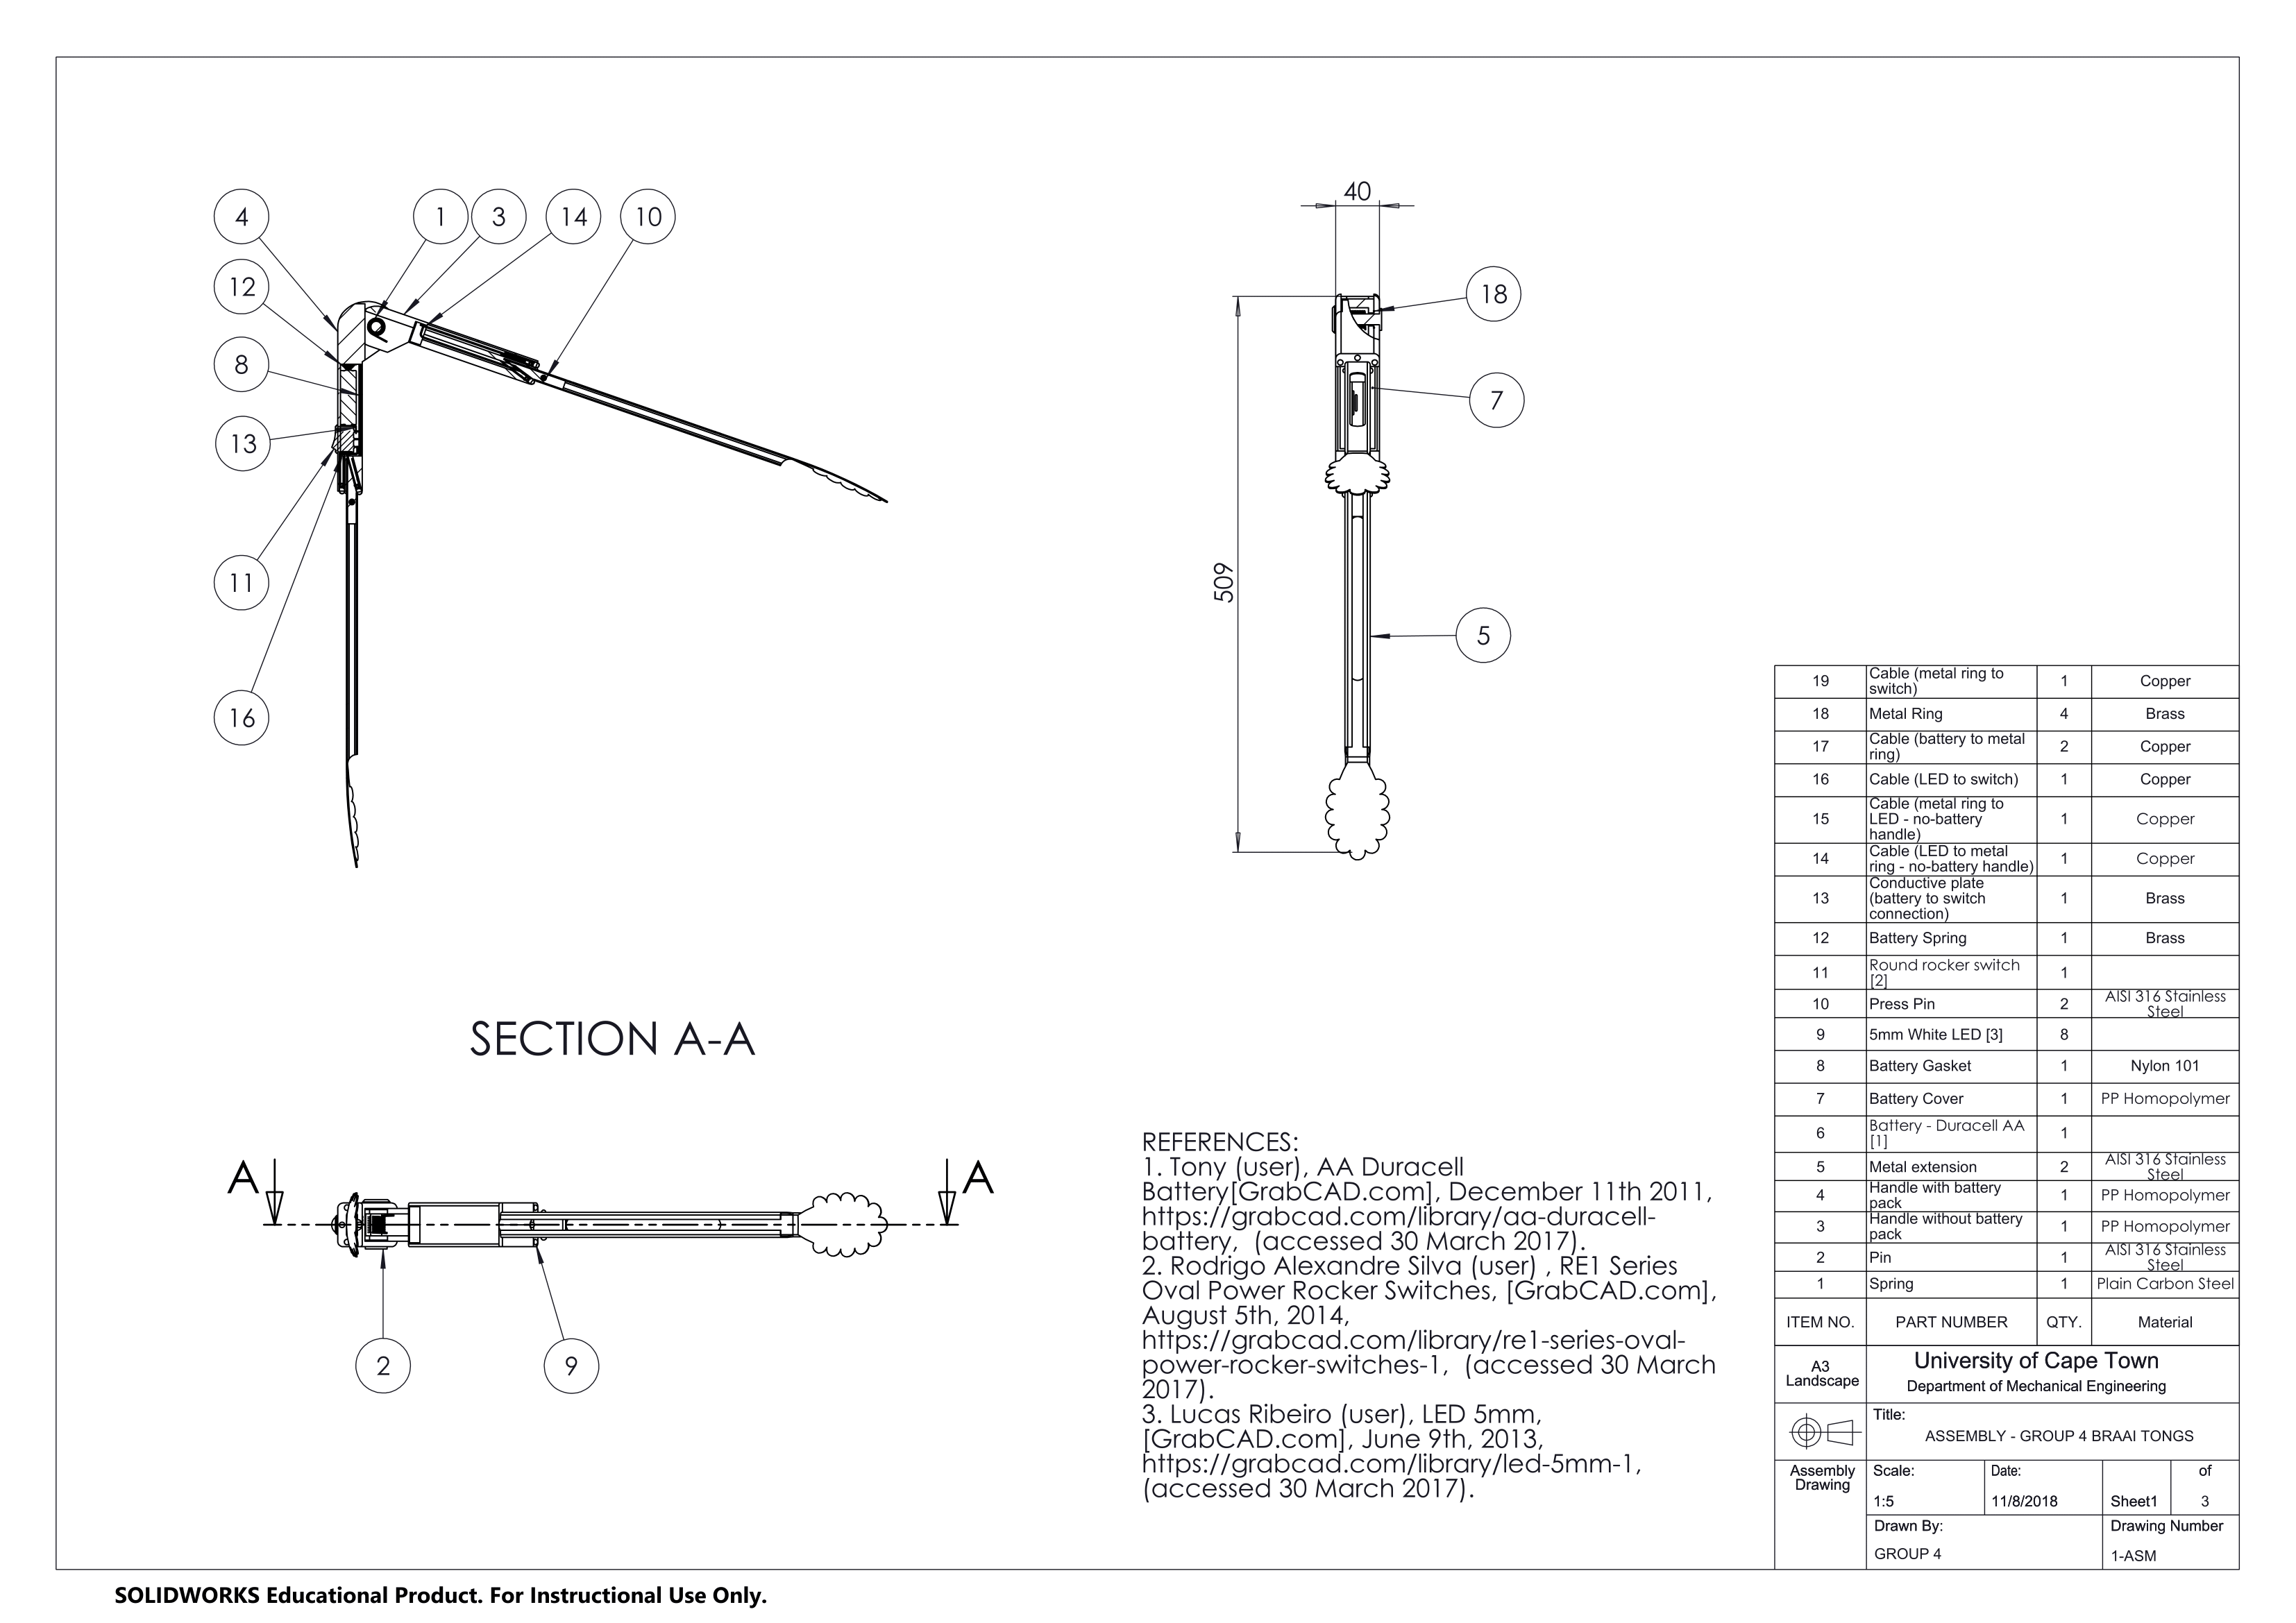 4
1
3
14
10
12
8
13
11
16
40
18
7
509
5
SECTION A-A
A
A
2
9
REFERENCES:
1. Tony (user), AA Duracell
Battery[GrabCAD.com], December 11th 2011,
https://grabcad.com/library/aa-duracell-
battery, (accessed 30 March 2017).
2. Rodrigo Alexandre Silva (user) , RE1 Series
Oval Power Rocker Switches, [GrabCAD.com],
August 5th, 2014,
https://grabcad.com/library/re1-series-oval-
power-rocker-switches-1, (accessed 30 March
2017).
3. Lucas Ribeiro (user), LED 5mm,
[GrabCAD.com], June 9th, 2013,
https://grabcad.com/library/led-5mm-1,
(accessed 30 March 2017).
19 Cable (metal ring to switch) 1 Copper
18 Metal Ring 4 Brass
17 Cable (battery to metal ring) 2 Copper
16 Cable (LED to switch) 1 Copper
15 Cable (metal ring to LED - no-battery handle) 1 Copper
14 Cable (LED to metal ring - no-battery handle) 1 Copper
13 Conductive plate (battery to switch connection) 1 Brass
12 Battery Spring 1 Brass
11 Round rocker switch [2] 1
10 Press Pin 2 AISI 316 Stainless Steel
9 5mm White LED [3] 8
8 Battery Gasket 1 Nylon 101
7 Battery Cover 1 PP Homopolymer
6 Battery - Duracell AA [1] 1
5 Metal extension 2 AISI 316 Stainless Steel
4 Handle with battery pack 1 PP Homopolymer
3 Handle without battery pack 1 PP Homopolymer
2 Pin 1 AISI 316 Stainless Steel
1 Spring 1 Plain Carbon Steel
ITEM NO. PART NUMBER QTY. Material
A3 Landscape
University of Cape Town
Department of Mechanical Engineering
Title:
ASSEMBLY - GROUP 4 BRAAI TONGS
Assembly Drawing
Scale:
1:5
Date:
11/8/2018
Sheet1
of
3
Drawn By:
GROUP 4
Drawing Number
1-ASM
SOLIDWORKS Educational Product. For Instructional Use Only.